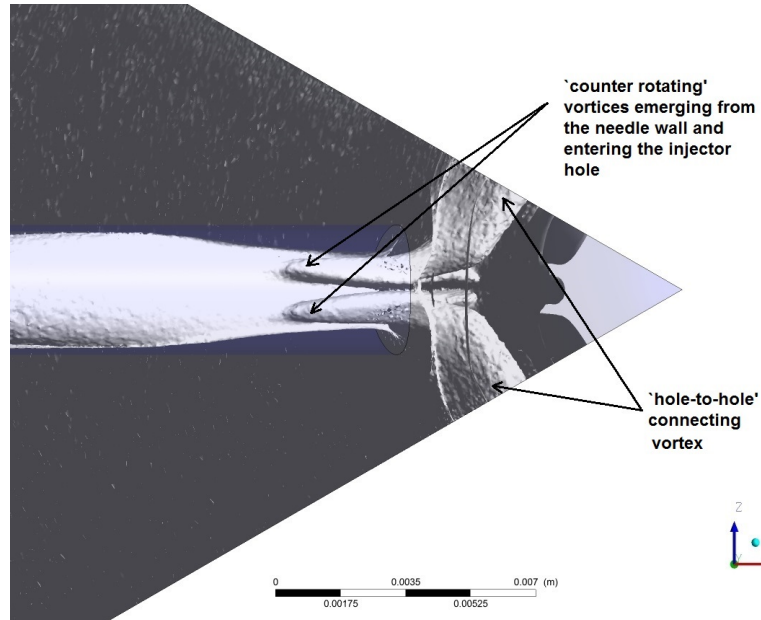 `counter rotating'
vortices emerging from
the needle wall and
entering the injector
hole
`hole-to-hole'
connecting
vortex
Z
Y
0
0.0035
0.007 (m)
0.00175
0.00525